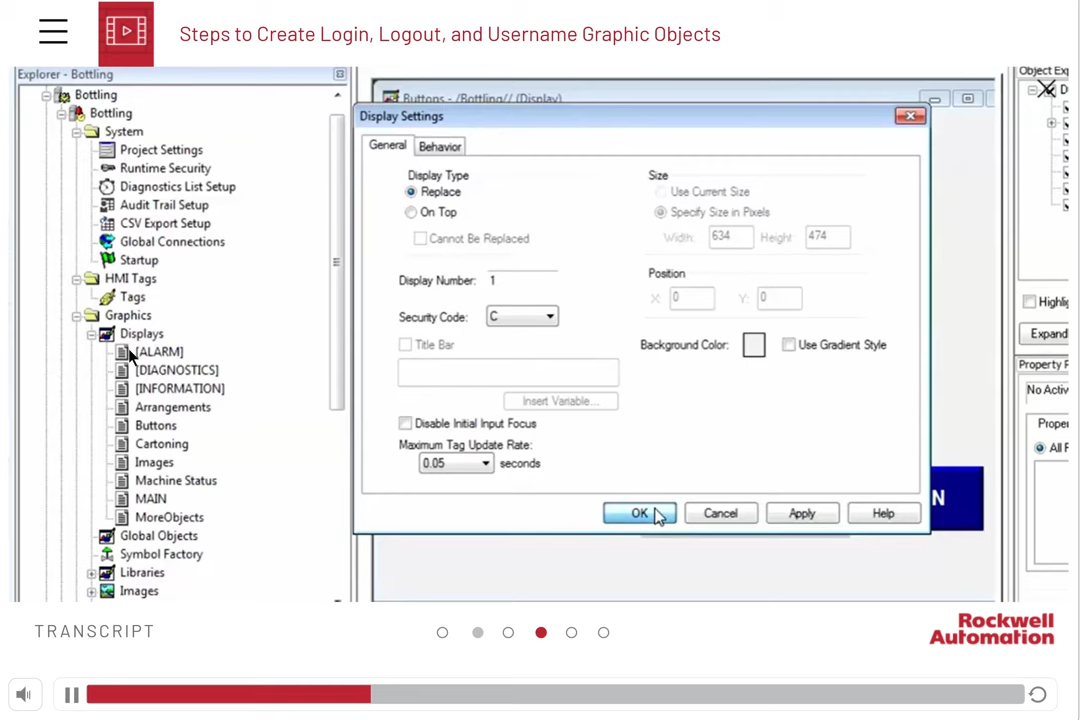 Steps to Create Login, Logout, and Username Graphic Objects
Explorer - Bottling
Bottling
Bottling
System
Project Settings
Runtime Security
Diagnostics List Setup
Audit Trail Setup
CSV Export Setup
Global Connections
Startup
HMI Tags
Tags
Graphics
Displays
[ALARM]
[DIAGNOSTICS]
[INFORMATION]
Arrangements
Buttons
Cartoning
Images
Machine Status
MAIN
MoreObjects
Global Objects
Symbol Factory
Libraries
Images
Buttons - /Bottling// (Display)
Display Settings
General
Behavior
Display Type
Replace
On Top
Cannot Be Replaced
Display Number: 1
Security Code: C
Title Bar
Insert Variable...
Disable Initial Input Focus
Maximum Tag Update Rate:
0.05 seconds
Size
Use Current Size
Specify Size in Pixels
Width: 634 Height: 474
Position
X: 0 Y: 0
Background Color:
Use Gradient Style
OK
Cancel
Apply
Help
N
Object Exp
D
Highlig
Expand
Property P
No Activ
Proper
All P
TRANSCRIPT
Rockwell
Automation